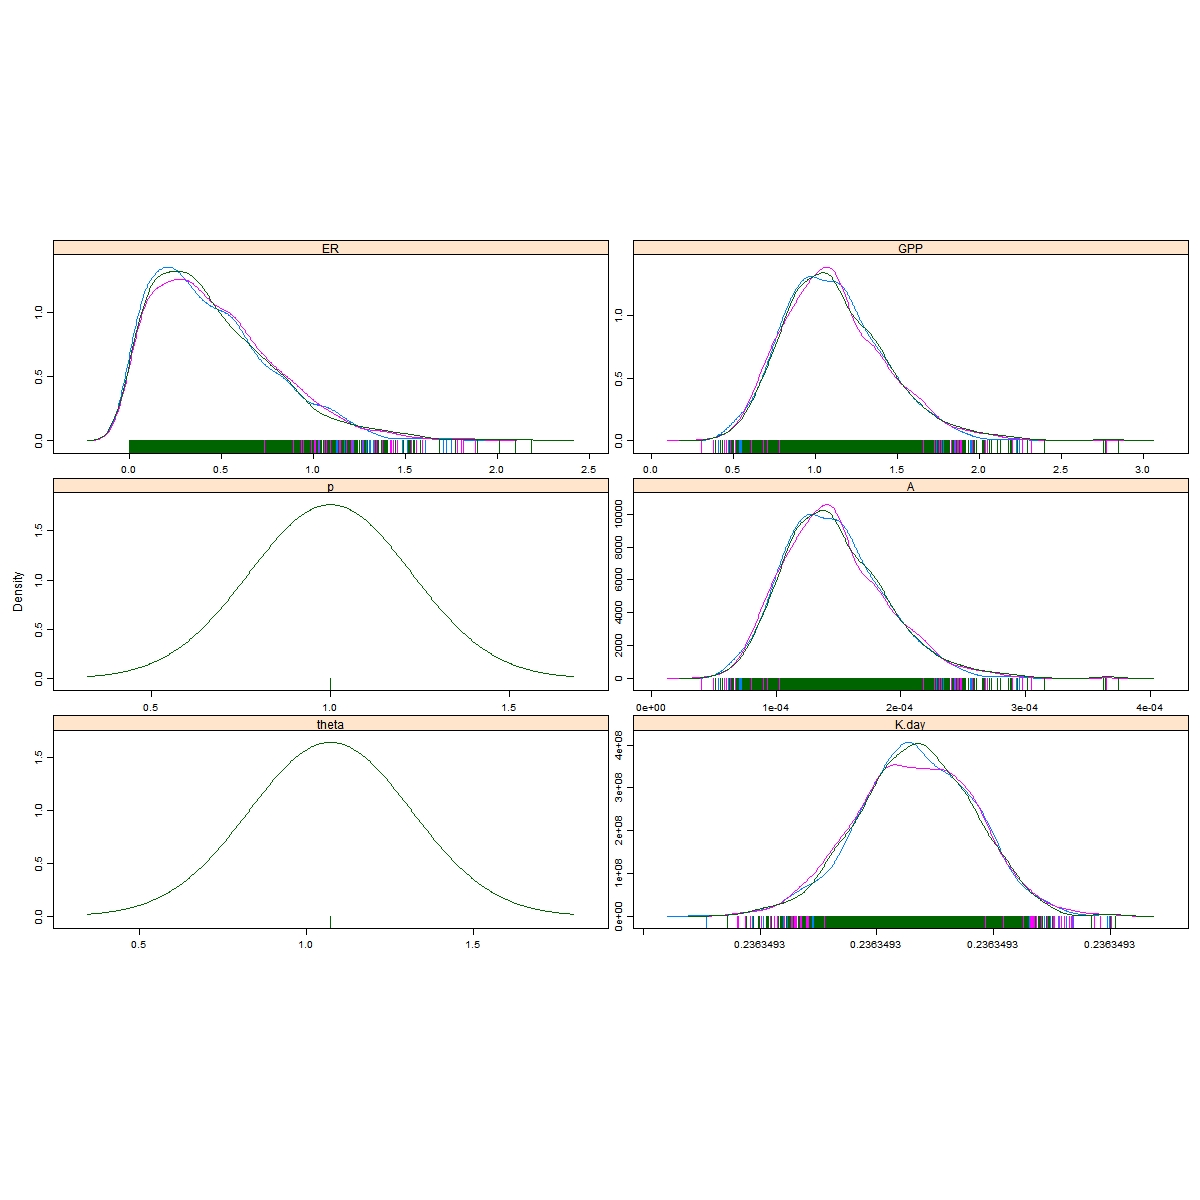 ER
0.0 0.5 1.0
0.0 0.5 1.0 1.5 2.0 2.5
GPP
0.0 0.5 1.0
0.0 0.5 1.0 1.5 2.0 2.5 3.0
Density
p
0.0 0.5 1.0 1.5
0.5 1.0 1.5
A
0 2000 4000 6000 8000 10000
0e+00 1e-04 2e-04 3e-04 4e-04
theta
0.0 0.5 1.0 1.5
0.5 1.0 1.5
K.day
0e+00 1e+08 2e+08 3e+08 4e+08
0.2363493 0.2363493 0.2363493 0.2363493